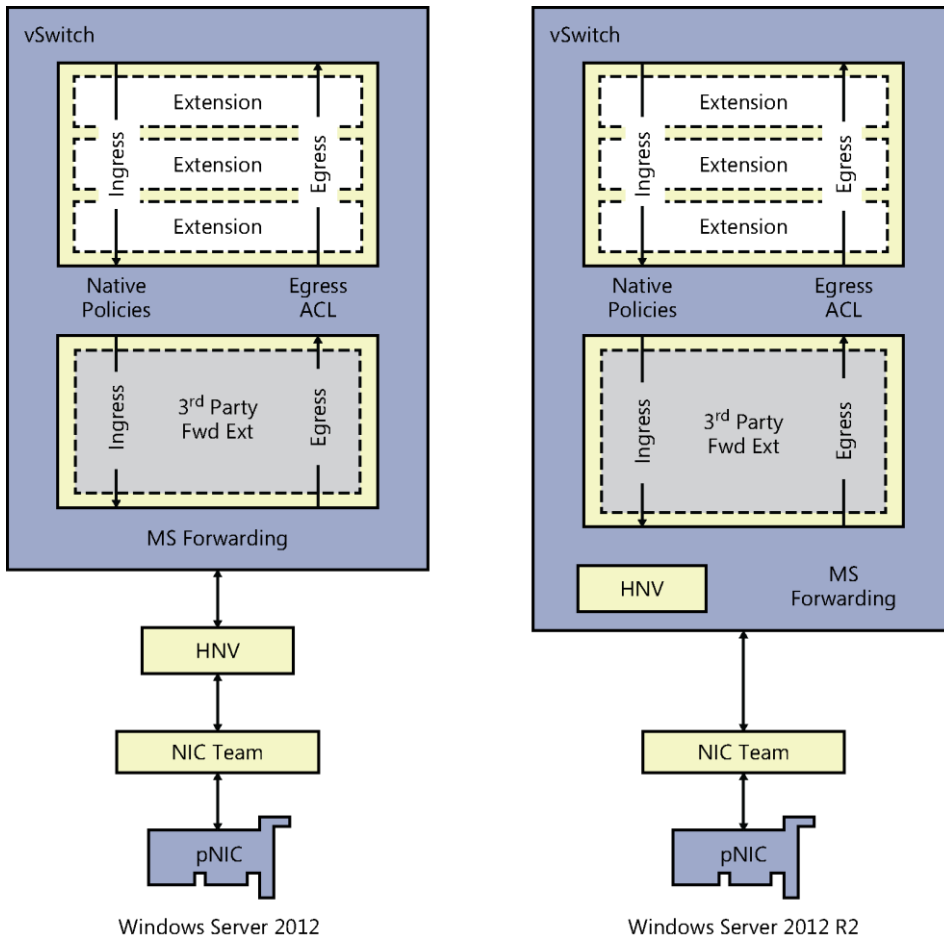 vSwitch
Extension
Extension
Extension
Ingress
Egress
Native
Policies
Egress
ACL
3rd Party
Fwd Ext
Ingress
Egress
MS Forwarding
HNV
NIC Team
pNIC
Windows Server 2012
vSwitch
Extension
Extension
Extension
Ingress
Egress
Native
Policies
Egress
ACL
3rd Party
Fwd Ext
Ingress
Egress
HNV
MS
Forwarding
NIC Team
pNIC
Windows Server 2012 R2